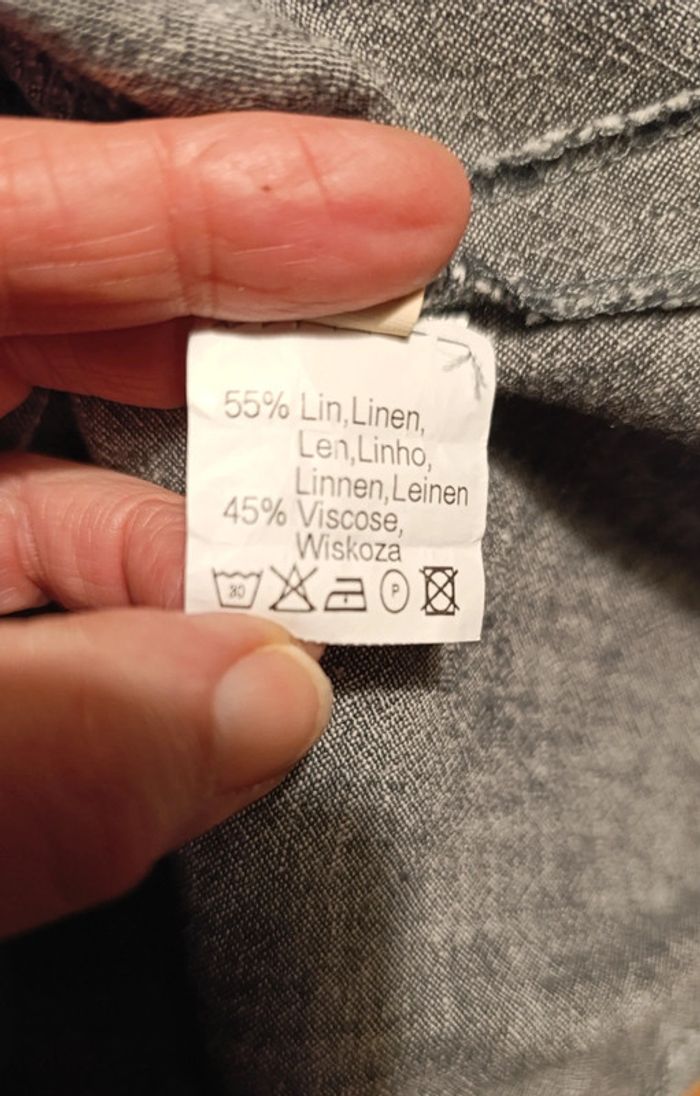 55% Lin,Linen,
Len,Linho,
Linnen,Leinen
45% Viscose,
Wiskoza
30 P